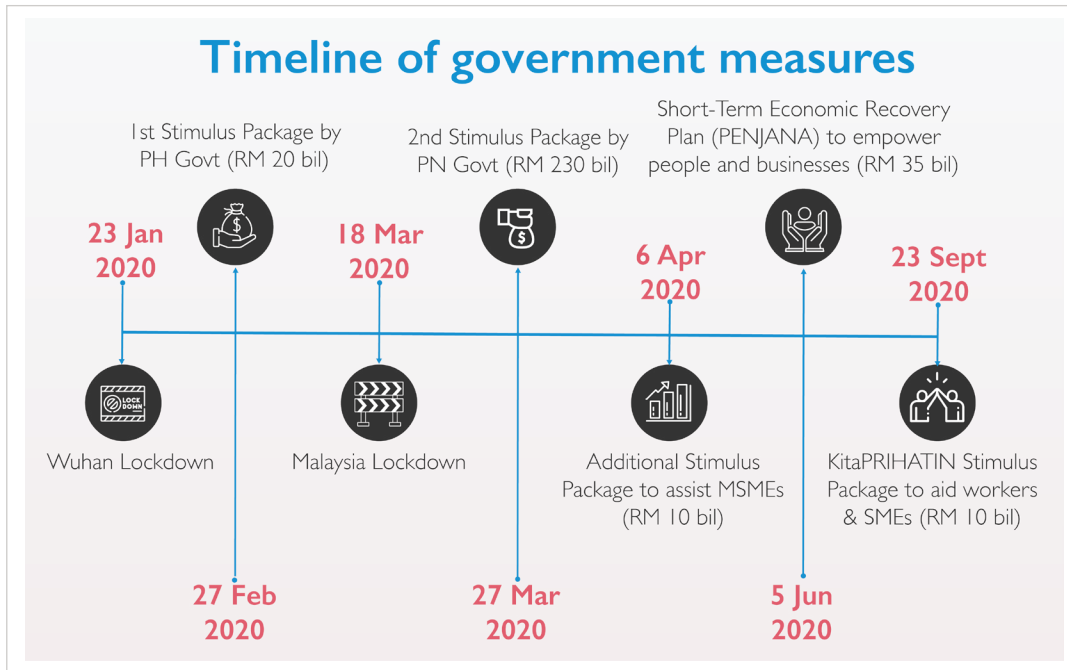 Timeline of government measures
1st Stimulus Package by
PH Govt (RM 20 bil)
2nd Stimulus Package by
PN Govt (RM 230 bil)
Short-Term Economic Recovery
Plan (PENJANA) to empower
people and businesses (RM 35 bil)
23 Jan
2020
18 Mar
2020
6 Apr
2020
23 Sept
2020
LOCK
DOWN
Wuhan Lockdown
Malaysia Lockdown
Additional Stimulus
Package to assist MSMEs
(RM 10 bil)
KitaPRIHATIN Stimulus
Package to aid workers
& SMEs (RM 10 bil)
27 Feb
2020
27 Mar
2020
5 Jun
2020